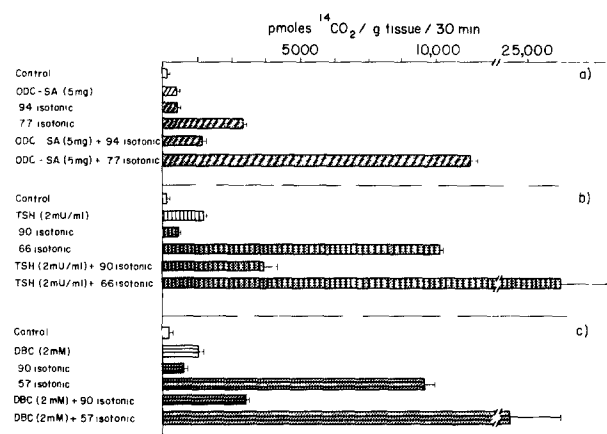 pmoles ¹⁴CO₂/ g tissue / 30 min
5000 10,000 25,000
a)
Control
ODC-SA (5mg)
94 isotonic
77 isotonic
ODC-SA (5mg) + 94 isotonic
ODC-SA (5mg) + 77 isotonic
b)
Control
TSH (2mU/ml)
90 isotonic
66 isotonic
TSH (2mU/ml) + 90 isotonic
TSH (2mU/ml) + 66 isotonic
c)
Control
DBC (2mM)
90 isotonic
57 isotonic
DBC (2mM) + 90 isotonic
DBC (2mM) + 57 isotonic